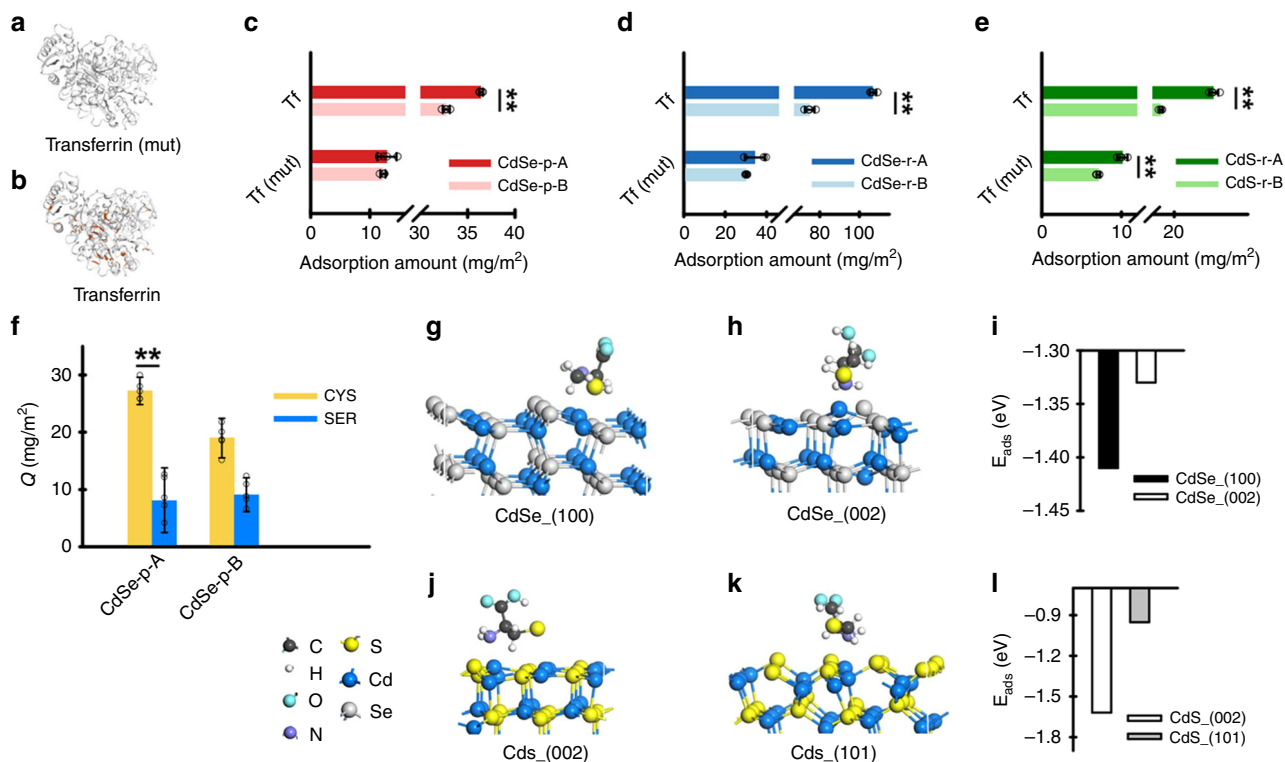 a
Transferrin (mut)
b
Transferrin
c
Tf
Tf (mut)
**
CdSe-p-A
CdSe-p-B
0
10
30
35
40
Adsorption amount (mg/m²)
d
Tf
Tf (mut)
**
CdSe-r-A
CdSe-r-B
0
20
40
80
100
Adsorption amount (mg/m²)
e
Tf
Tf (mut)
**
**
CdS-r-A
CdS-r-B
0
10
20
Adsorption amount (mg/m²)
f
**
30
20
10
0
Q (mg/m²)
CYS
SER
CdSe-p-A
CdSe-p-B
g
CdSe_(100)
h
CdSe_(002)
i
−1.30
−1.35
−1.40
−1.45
E_ads (eV)
CdSe_(100)
CdSe_(002)
C
S
H
Cd
O
Se
N
j
Cds_(002)
k
Cds_(101)
l
−0.9
−1.2
−1.5
−1.8
E_ads (eV)
CdS_(002)
CdS_(101)